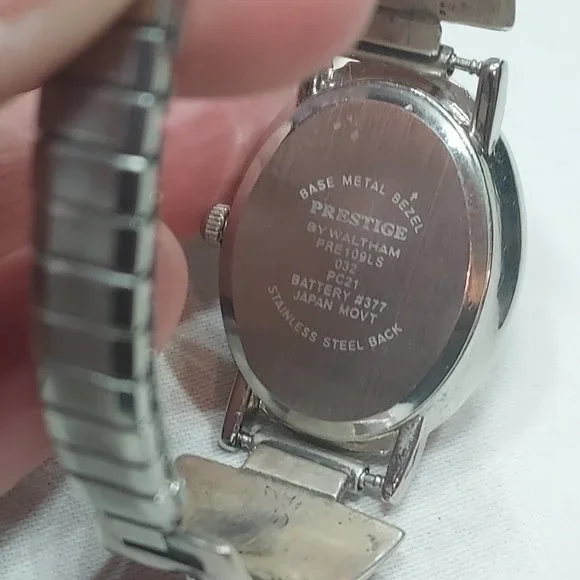 BASE METAL BEZEL
PRESTIGE
BY WALTHAM
PRE109LS
032
PC21
BATTERY #377
JAPAN MOVT
STAINLESS STEEL BACK